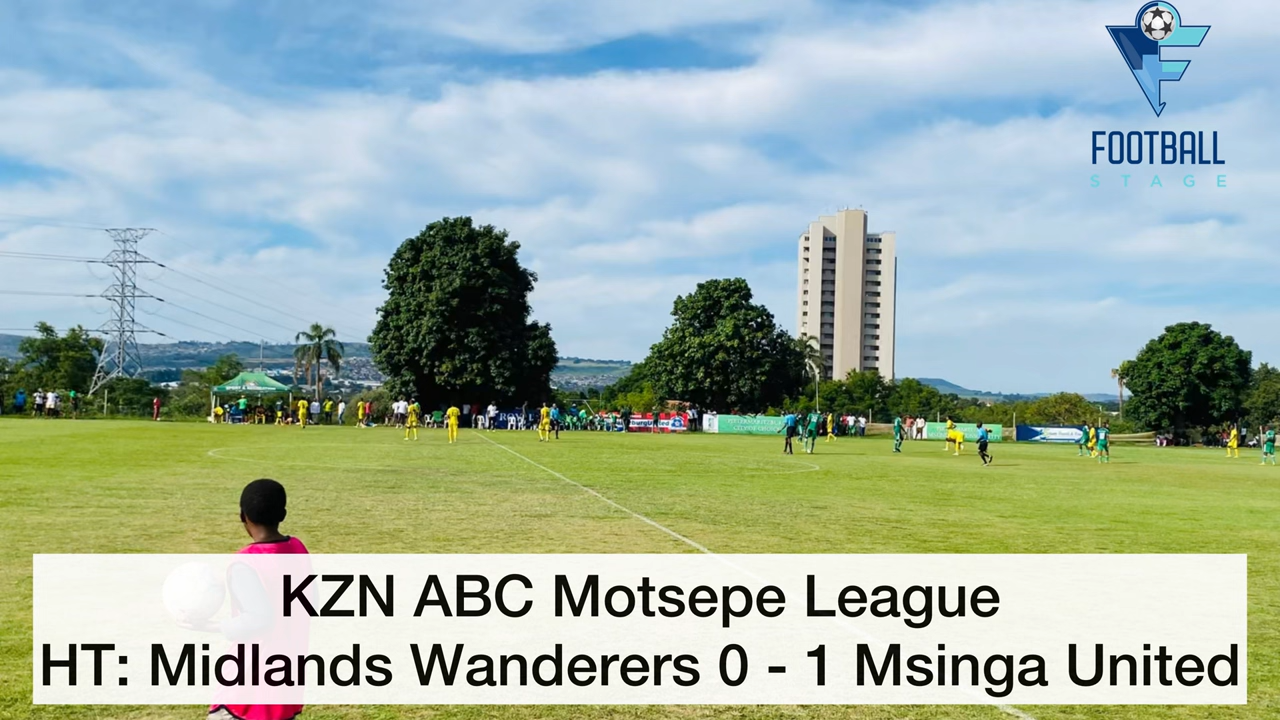 FOOTBALL
STAGE
KZN ABC Motsepe League
HT: Midlands Wanderers 0 - 1 Msinga United